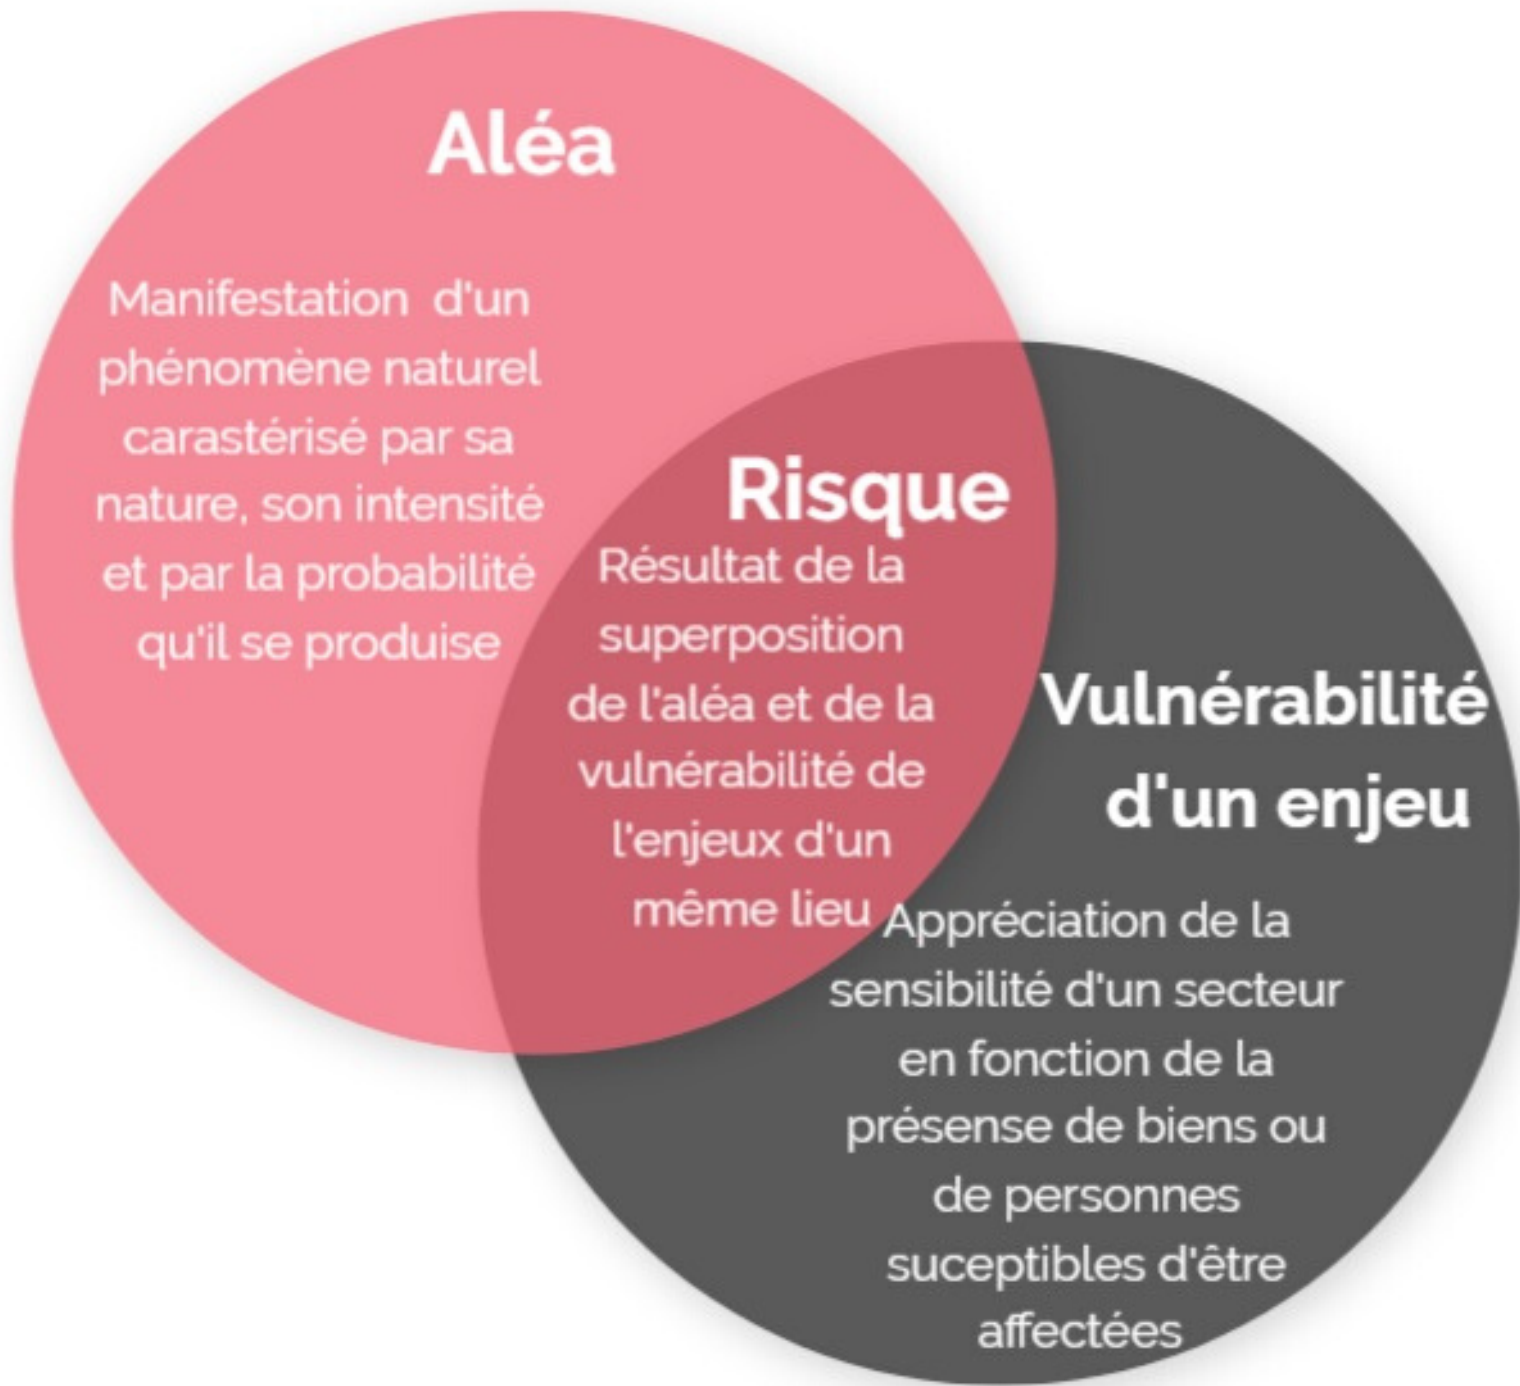 Aléa
Manifestation d'un
phénomène naturel
carastérisé par sa
nature, son intensité
et par la probabilité
qu'il se produise
Risque
Résultat de la
superposition
de l'aléa et de la
vulnérabilité de
l'enjeux d'un
même lieu
Vulnérabilité
d'un enjeu
Appréciation de la
sensibilité d'un secteur
en fonction de la
présense de biens ou
de personnes
suceptibles d'être
affectées